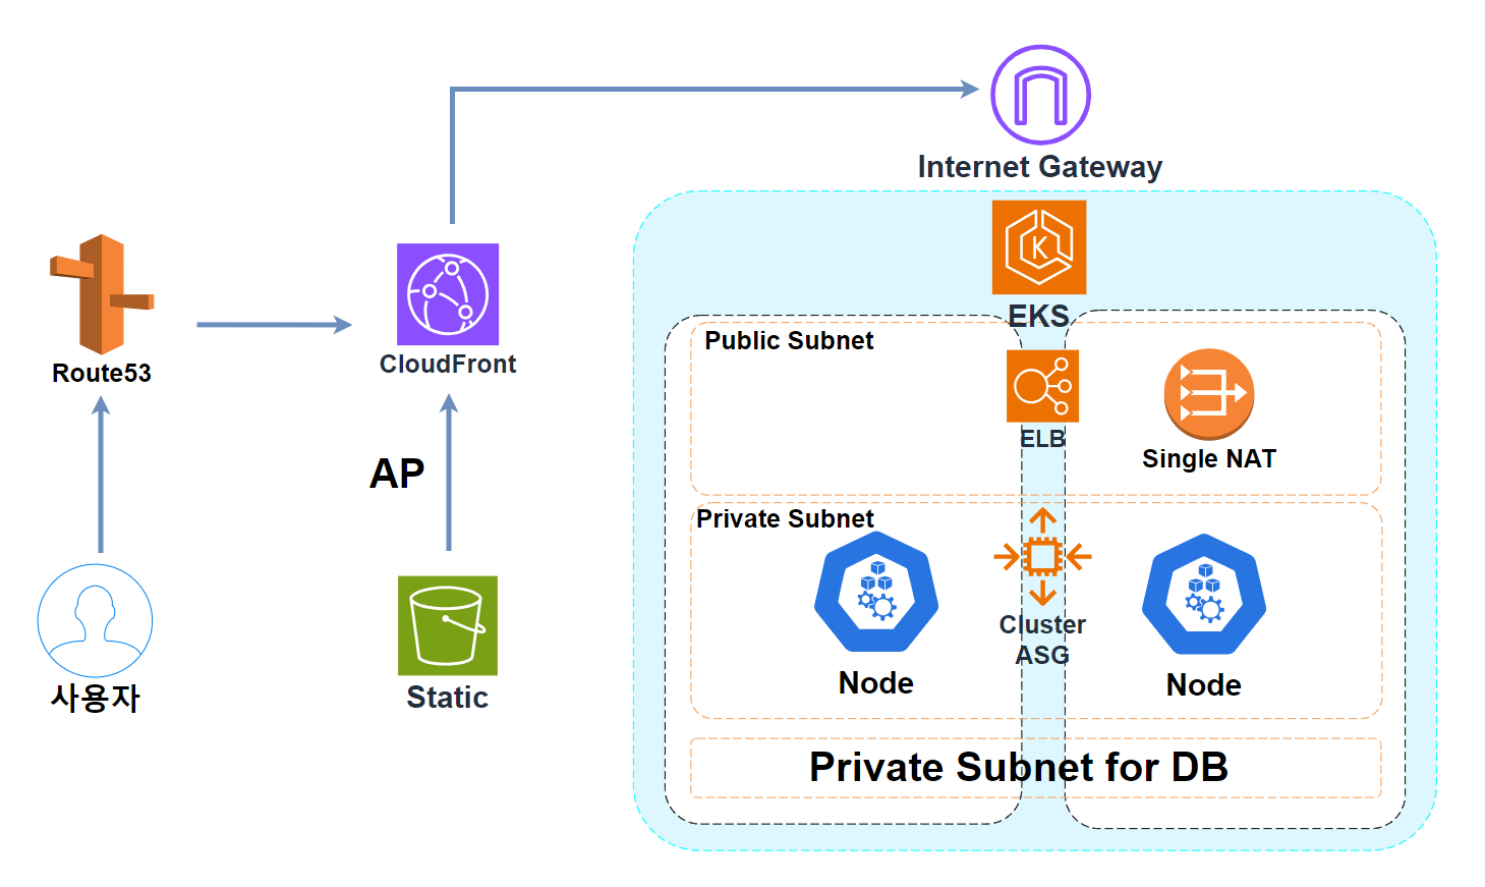 Internet Gateway
EKS
Route53
CloudFront
Public Subnet
ELB
Single NAT
AP
Private Subnet
Cluster
ASG
Node
Node
사용자
Static
Private Subnet for DB
K